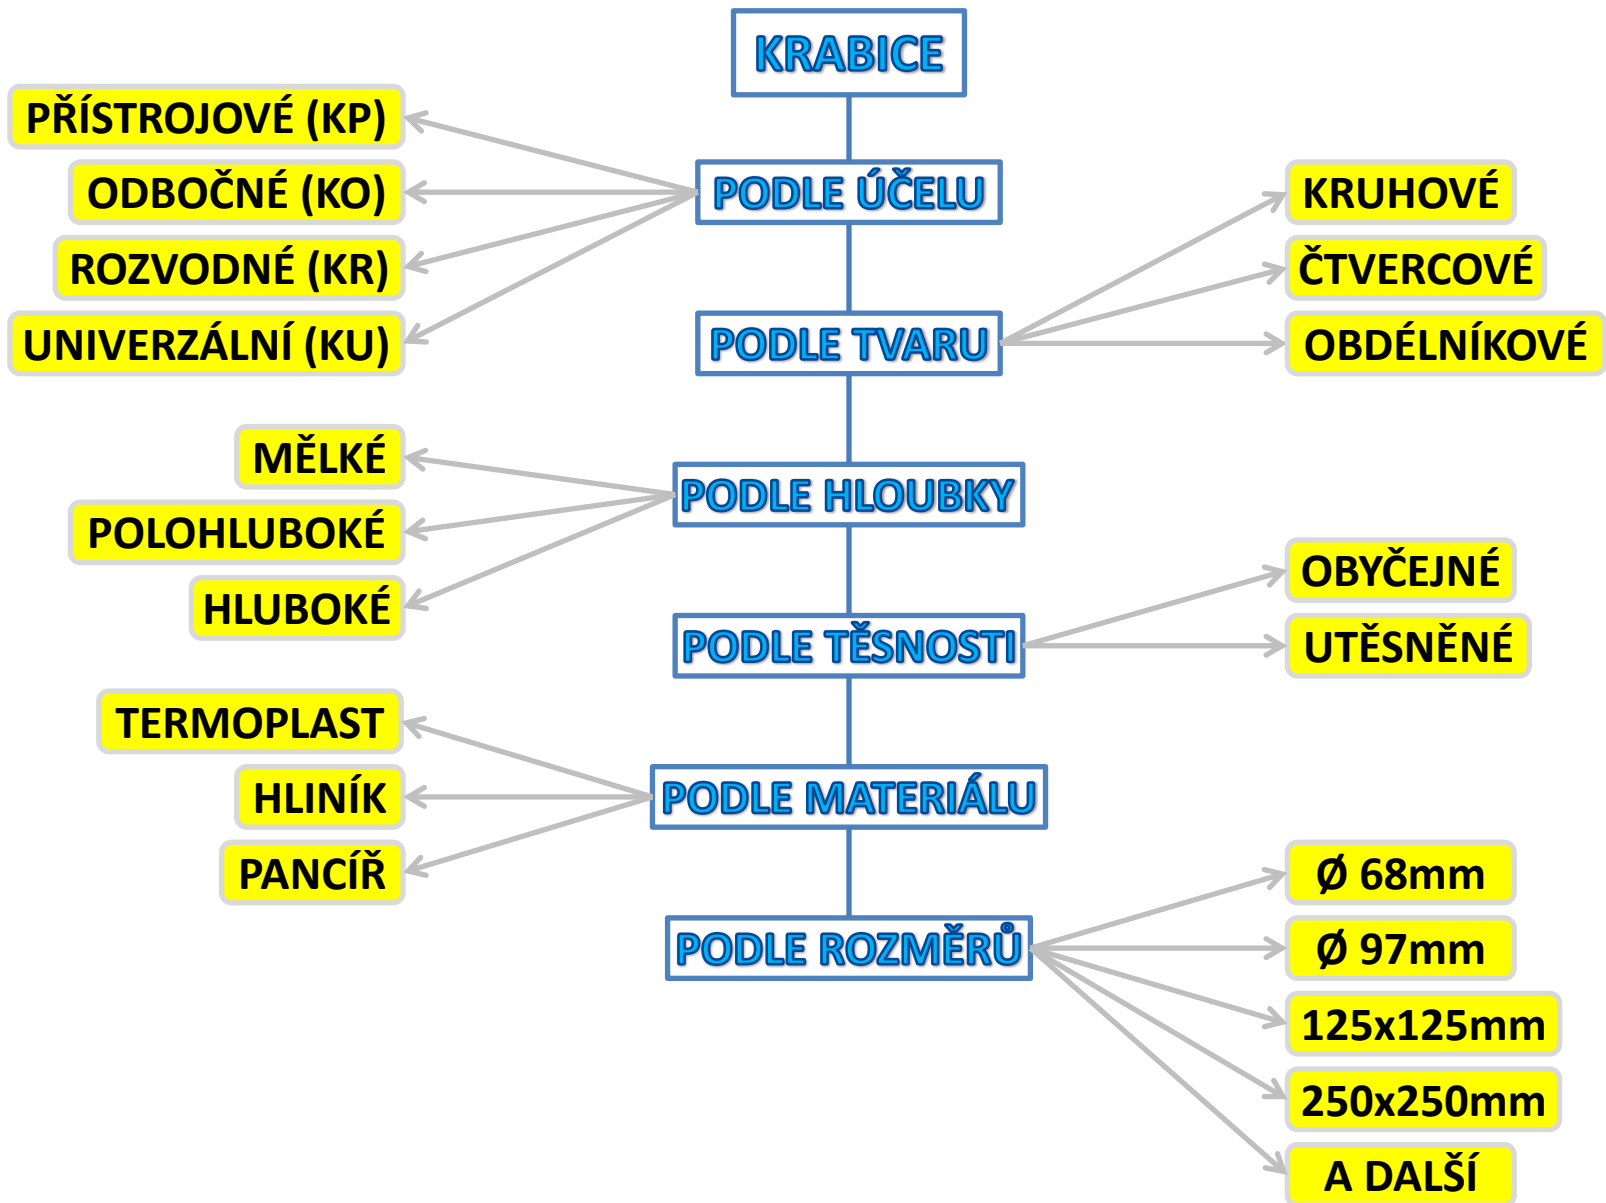 KRABICE
PODLE ÚČELU
PŘÍSTROJOVÉ (KP)
ODBOČNÉ (KO)
ROZVODNÉ (KR)
UNIVERZÁLNÍ (KU)
PODLE TVARU
KRUHOVÉ
ČTVERCOVÉ
OBDÉLNÍKOVÉ
PODLE HLOUBKY
MĚLKÉ
POLOHLUBOKÉ
HLUBOKÉ
PODLE TĚSNOSTI
OBYČEJNÉ
UTĚSNĚNÉ
PODLE MATERIÁLU
TERMOPLAST
HLINÍK
PANCÍŘ
PODLE ROZMĚRŮ
Ø 68mm
Ø 97mm
125x125mm
250x250mm
A DALŠÍ